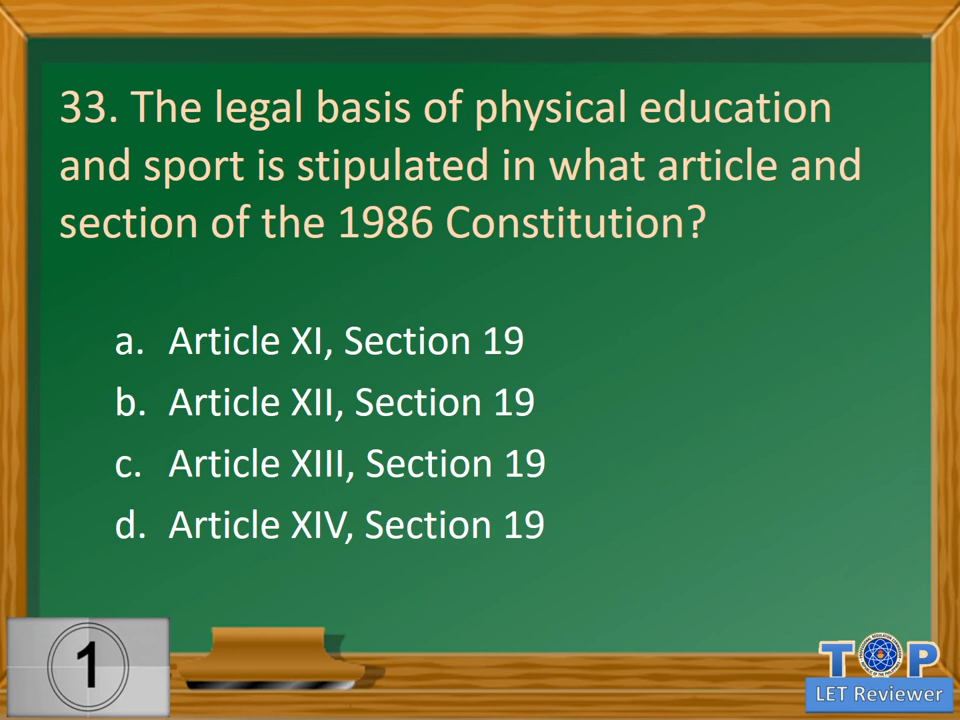 33. The legal basis of physical education
and sport is stipulated in what article and
section of the 1986 Constitution?
a. Article XI, Section 19
b. Article XII, Section 19
c. Article XIII, Section 19
d. Article XIV, Section 19
1
TOP
LET Reviewer